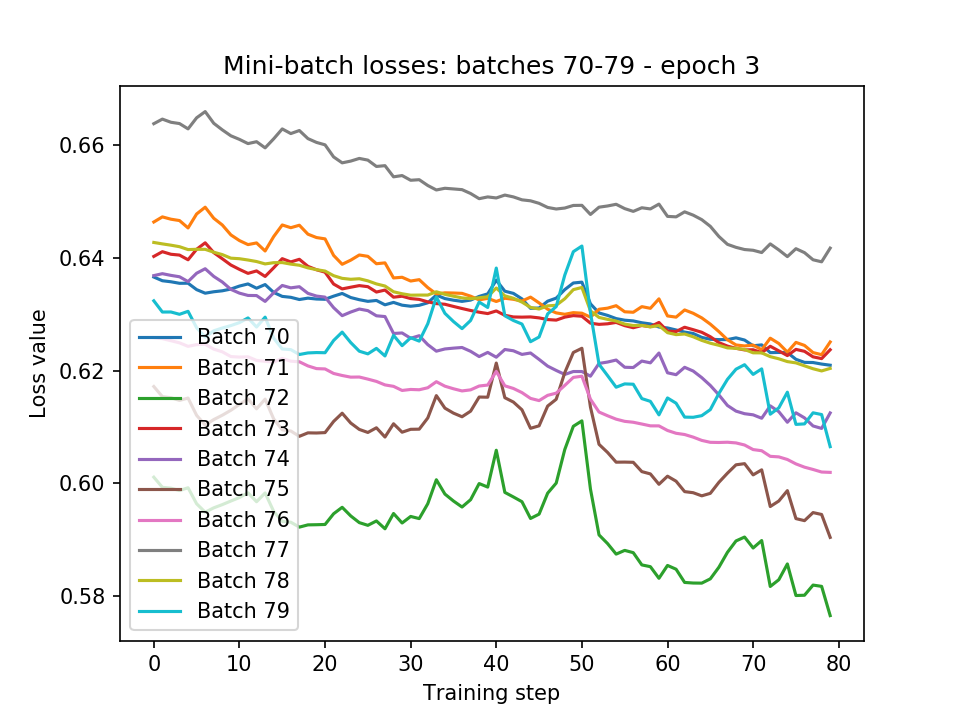 Mini-batch losses: batches 70-79 - epoch 3
Loss value
0.66
0.64
0.62
0.60
0.58
Batch 70
Batch 71
Batch 72
Batch 73
Batch 74
Batch 75
Batch 76
Batch 77
Batch 78
Batch 79
0 10 20 30 40 50 60 70 80
Training step